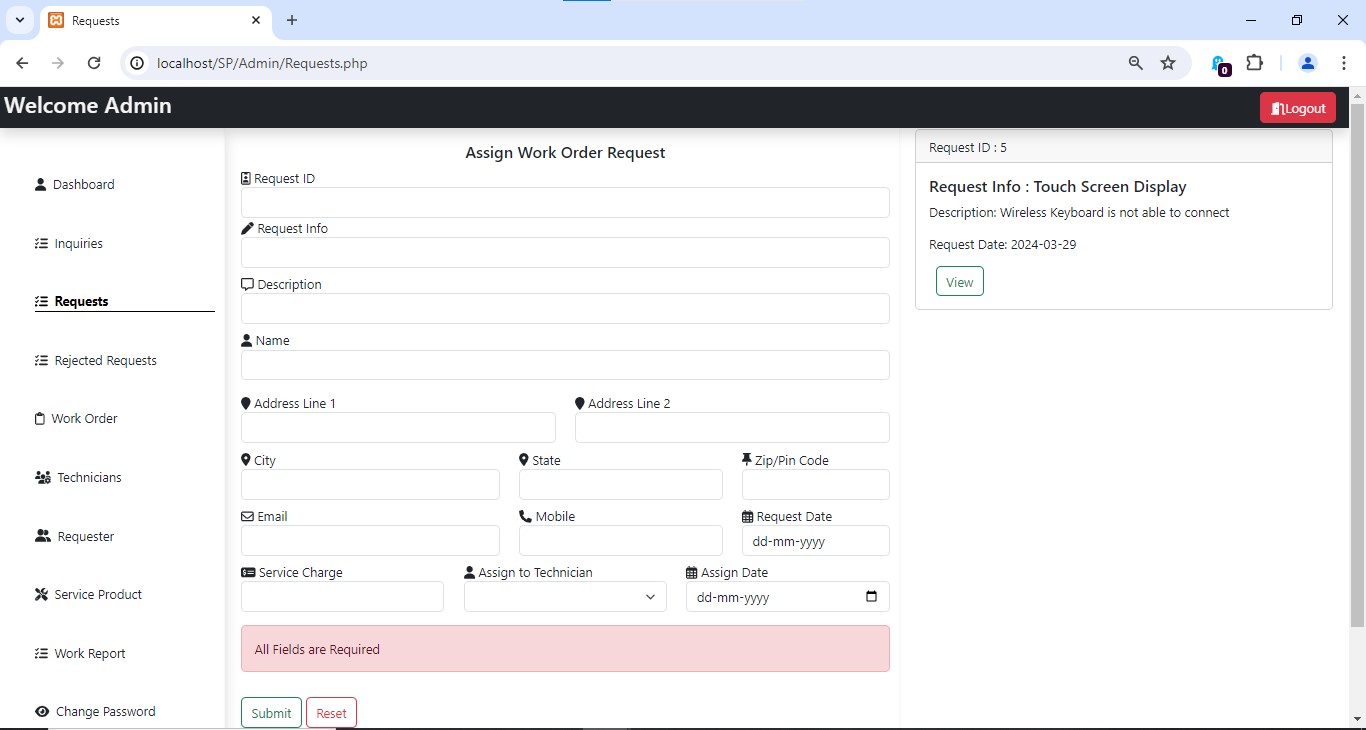 Requests
localhost/SP/Admin/Requests.php
0
Welcome Admin
Logout
Dashboard
Inquiries
Requests
Rejected Requests
Work Order
Technicians
Requester
Service Product
Work Report
Change Password
Assign Work Order Request
Request ID
Request Info
Description
Name
Address Line 1 Address Line 2
City State Zip/Pin Code
Email Mobile Request Date
dd-mm-yyyy
Service Charge Assign to Technician Assign Date
dd-mm-yyyy
All Fields are Required
Submit Reset
Request ID : 5
Request Info : Touch Screen Display
Description: Wireless Keyboard is not able to connect
Request Date: 2024-03-29
View